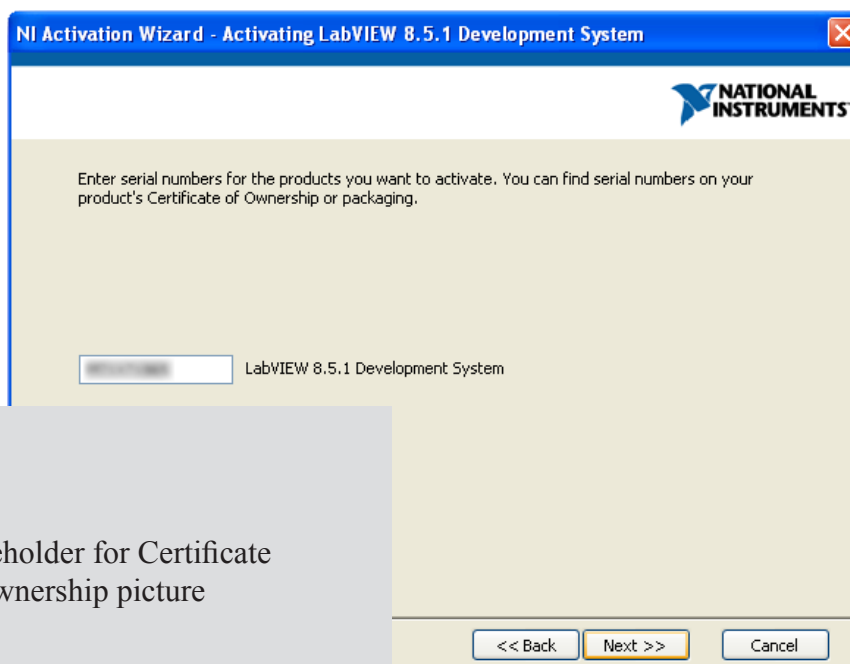 NI Activation Wizard - Activating LabVIEW 8.5.1 Development System
NATIONAL
INSTRUMENTS
Enter serial numbers for the products you want to activate. You can find serial numbers on your
product's Certificate of Ownership or packaging.
LabVIEW 8.5.1 Development System
for Certificate
picture
<< Back Next >> Cancel